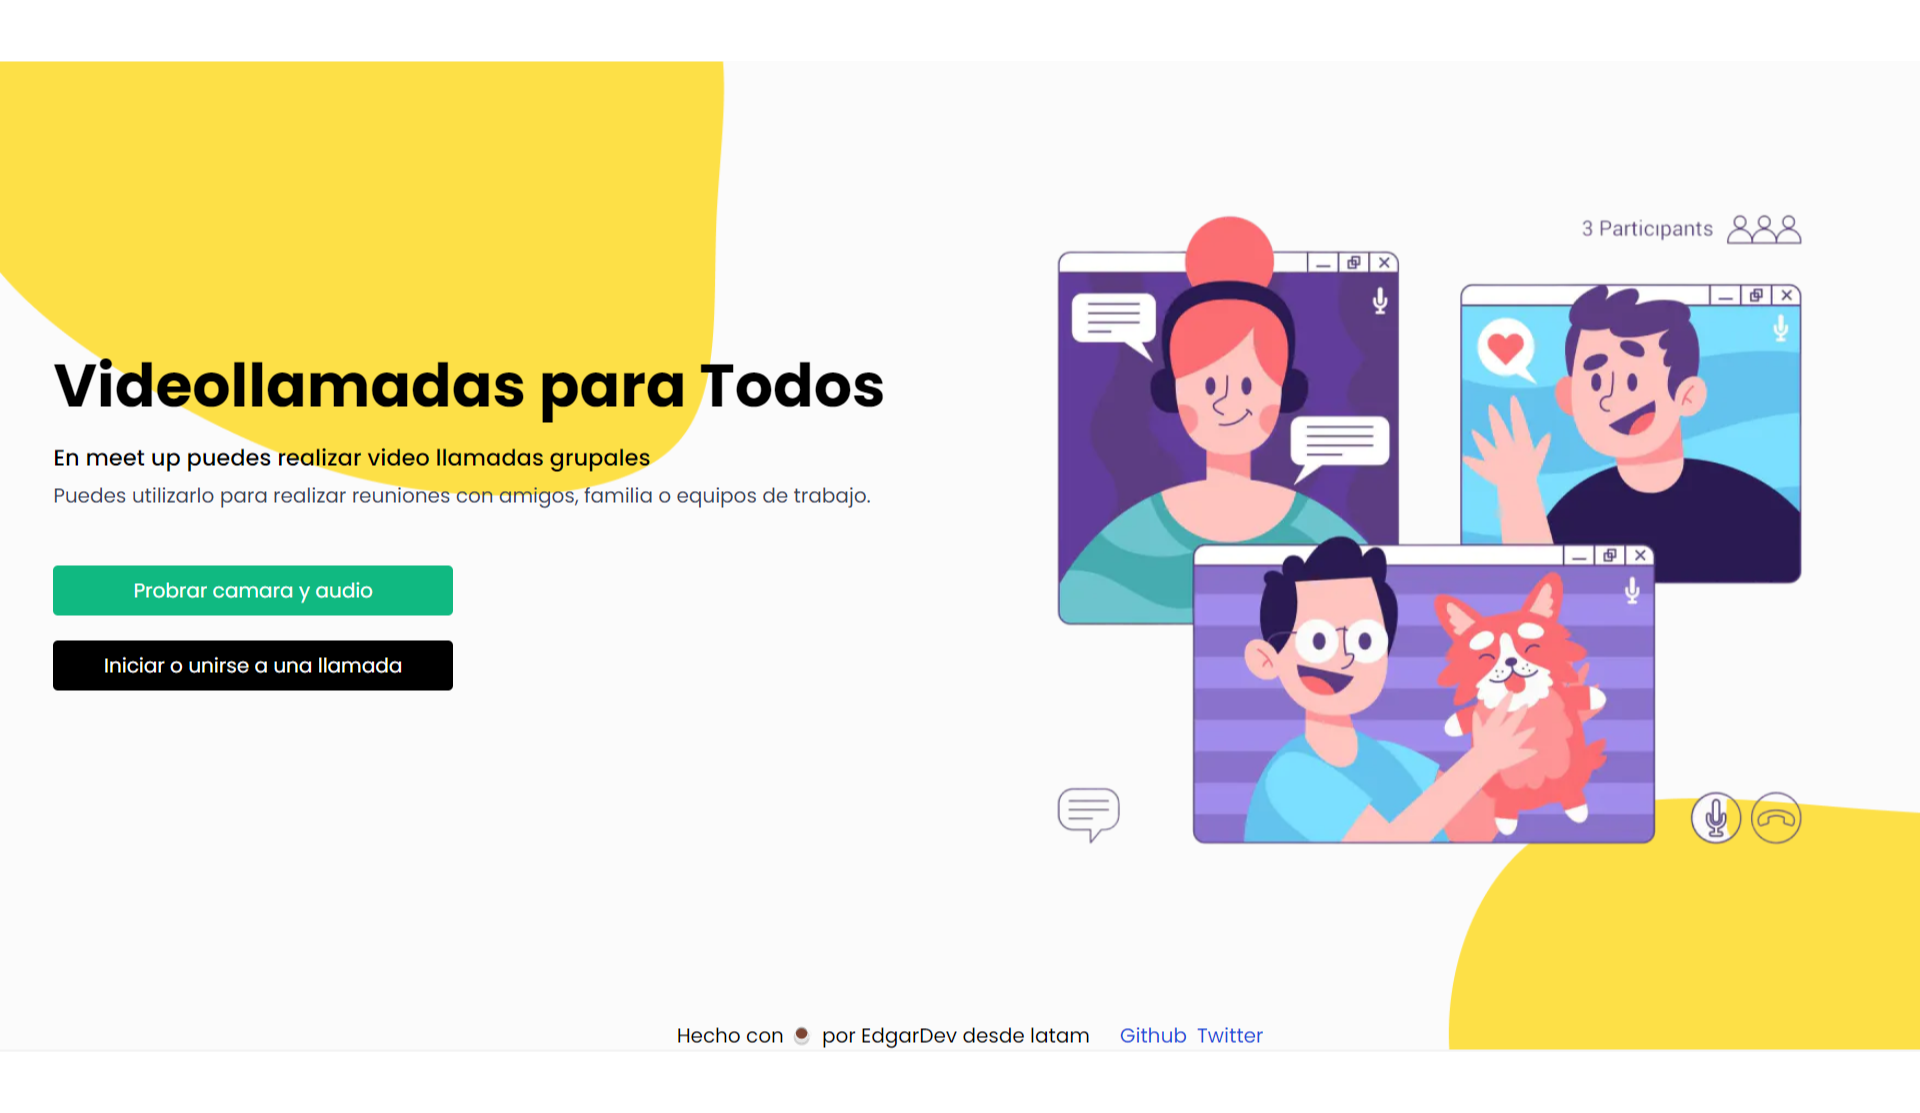 Videollamadas para Todos
En meet up puedes realizar video llamadas grupales
Puedes utilizarlo para realizar reuniones con amigos, familia o equipos de trabajo.
Probrar camara y audio
Iniciar o unirse a una llamada
3 Participants
Hecho con ☕ por EdgarDev desde latam Github Twitter